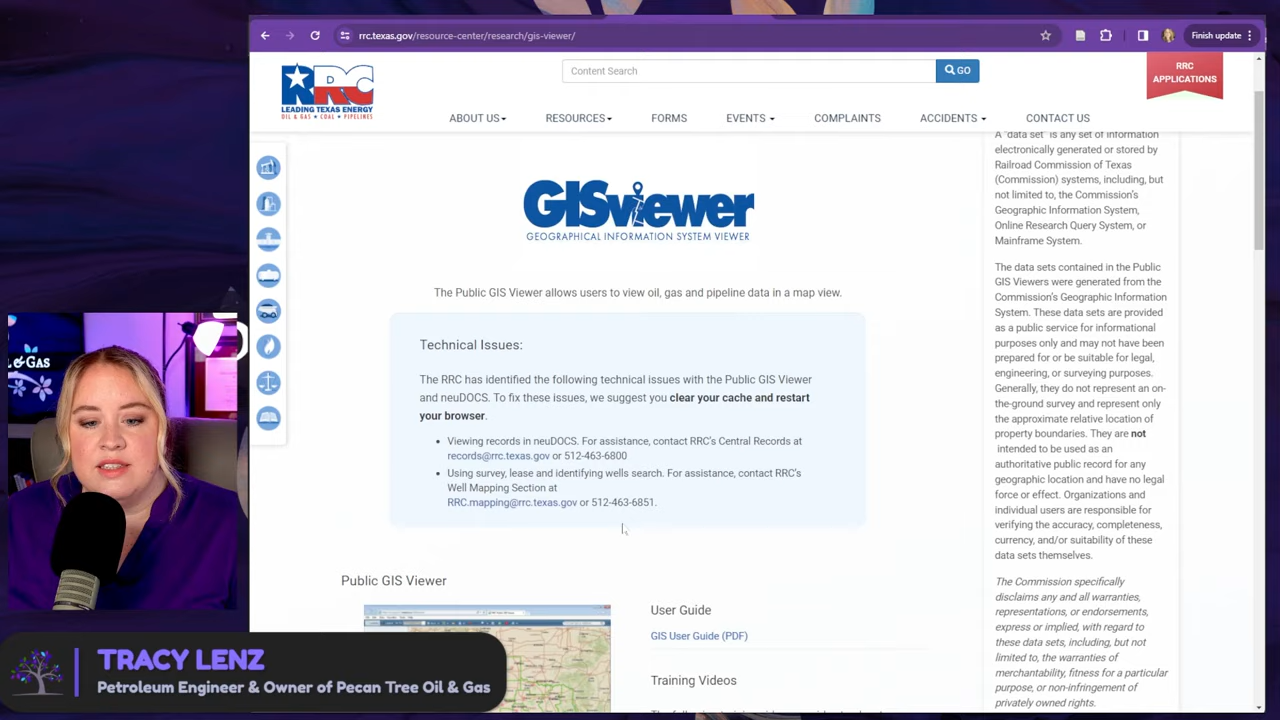 rrc.texas.gov/resource-center/research/gis-viewer/
Finish update
RRC
LEADING TEXAS ENERGY
OIL & GAS • COAL • PIPELINES
Content Search
GO
RRC
APPLICATIONS
ABOUT US
RESOURCES
FORMS
EVENTS
COMPLAINTS
ACCIDENTS
CONTACT US
GISviewer
GEOGRAPHICAL INFORMATION SYSTEM VIEWER
The Public GIS Viewer allows users to view oil, gas and pipeline data in a map view.
Technical Issues:
The RRC has identified the following technical issues with the Public GIS Viewer
and neuDOCS. To fix these issues, we suggest you clear your cache and restart
your browser.
• Viewing records in neuDOCS. For assistance, contact RRC's Central Records at
records@rrc.texas.gov or 512-463-6800
• Using survey, lease and identifying wells search. For assistance, contact RRC's
Well Mapping Section at
RRC.mapping@rrc.texas.gov or 512-463-6851.
Public GIS Viewer
User Guide
GIS User Guide (PDF)
Training Videos
A "data set" is any set of information
electronically generated or stored by
Railroad Commission of Texas
(Commission) systems, including, but
not limited to, the Commission's
Geographic Information System,
Online Research Query System, or
Mainframe System.
The data sets contained in the Public
GIS Viewers were generated from the
Commission's Geographic Information
System. These data sets are provided
as a public service for informational
purposes only and may not have been
prepared for or be suitable for legal,
engineering, or surveying purposes.
Generally, they do not represent an on-
the-ground survey and represent only
the approximate relative location of
property boundaries. They are not
intended to be used as an
authoritative public record for any
geographic location and have no legal
force or effect. Organizations and
individual users are responsible for
verifying the accuracy, completeness,
currency, and/or suitability of these
data sets themselves.
The Commission specifically
disclaims any and all warranties,
representations, or endorsements,
express or implied, with regard to
these data sets, including, but not
limited to, the warranties of
merchantability, fitness for a particular
purpose, or non-infringement of
privately owned rights.
& GAS
TRACY LENZ
Petroleum Engineer & Owner of Pecan Tree Oil & Gas